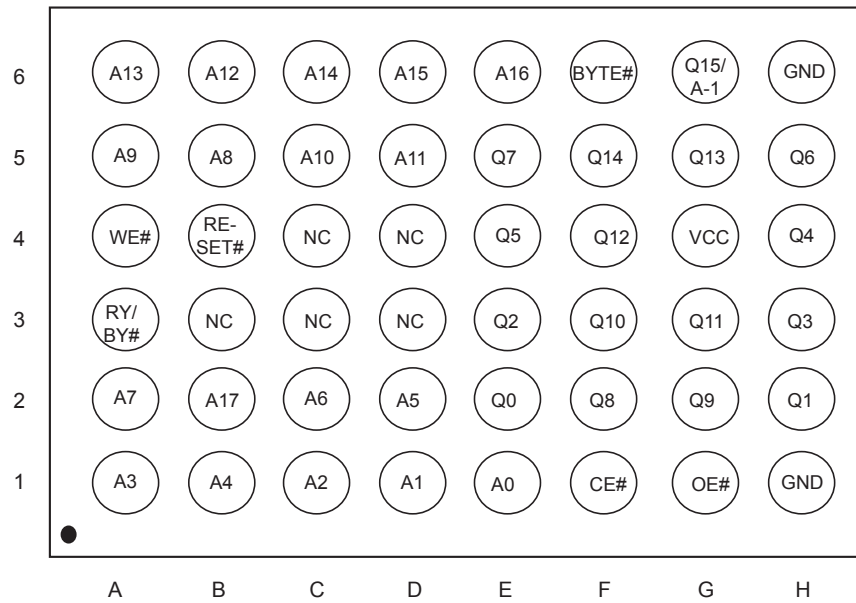 6 A13 A12 A14 A15 A16 BYTE# Q15/ A-1 GND
5 A9 A8 A10 A11 Q7 Q14 Q13 Q6
4 WE# RE- SET# NC NC Q5 Q12 VCC Q4
3 RY/ BY# NC NC NC Q2 Q10 Q11 Q3
2 A7 A17 A6 A5 Q0 Q8 Q9 Q1
1 A3 A4 A2 A1 A0 CE# OE# GND
A B C D E F G H